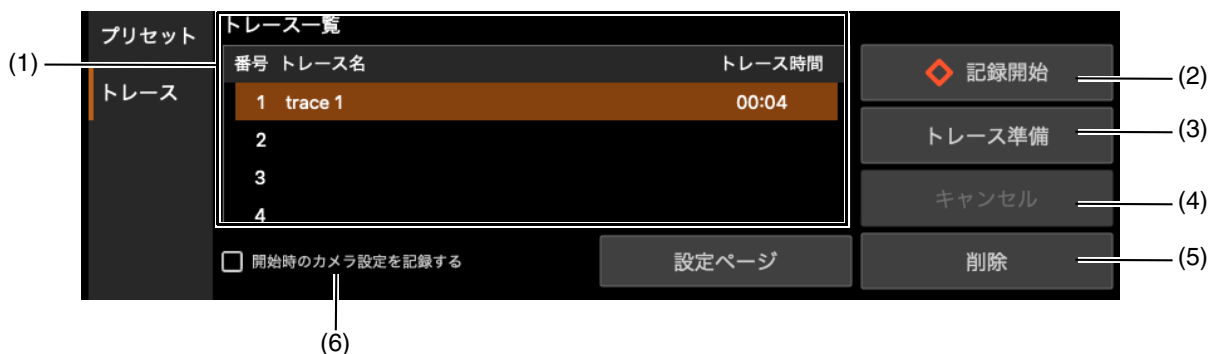 プリセット
トレース
トレース一覧
番号 トレース名 トレース時間
1 trace 1 00:04
2
3
4
記録開始
トレース準備
キャンセル
削除
開始時のカメラ設定を記録する
設定ページ
(1)
(2)
(3)
(4)
(5)
(6)